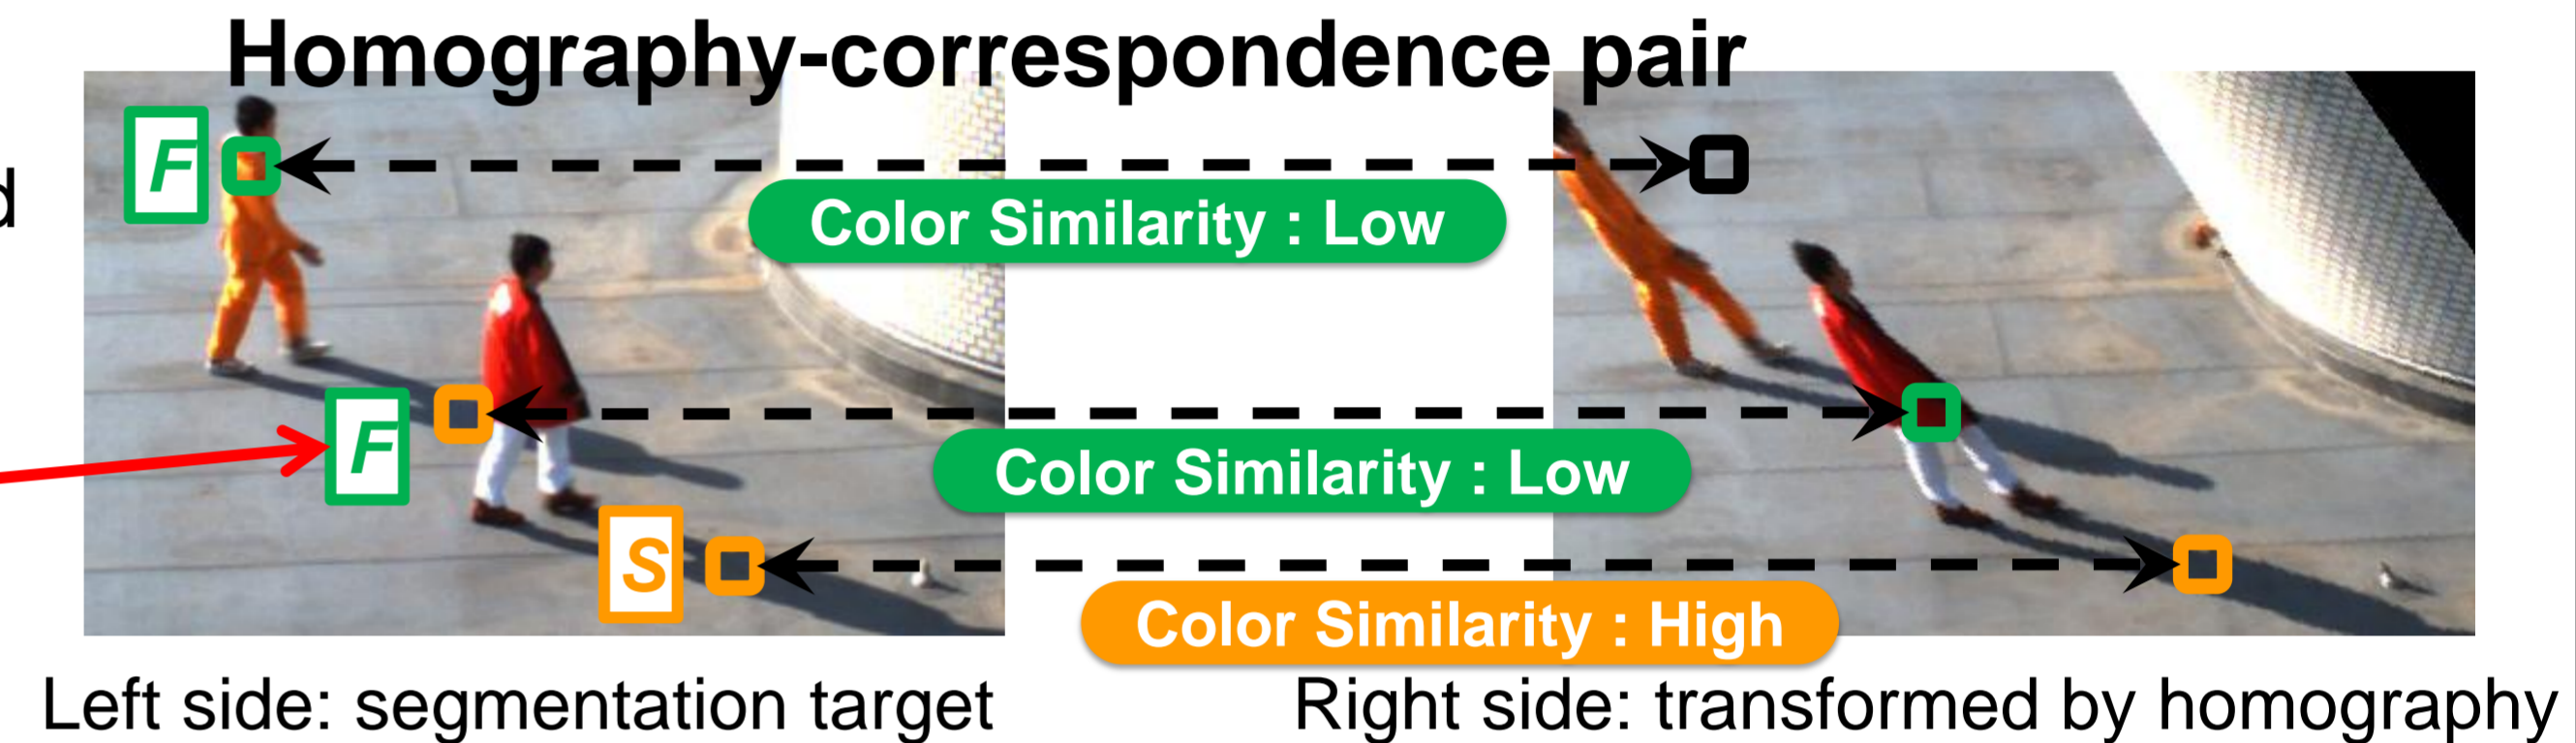 Homography-correspondence pair
F
Color Similarity : Low
d
F
Color Similarity : Low
S
Color Similarity : High
Left side: segmentation target
Right side: transformed by homography